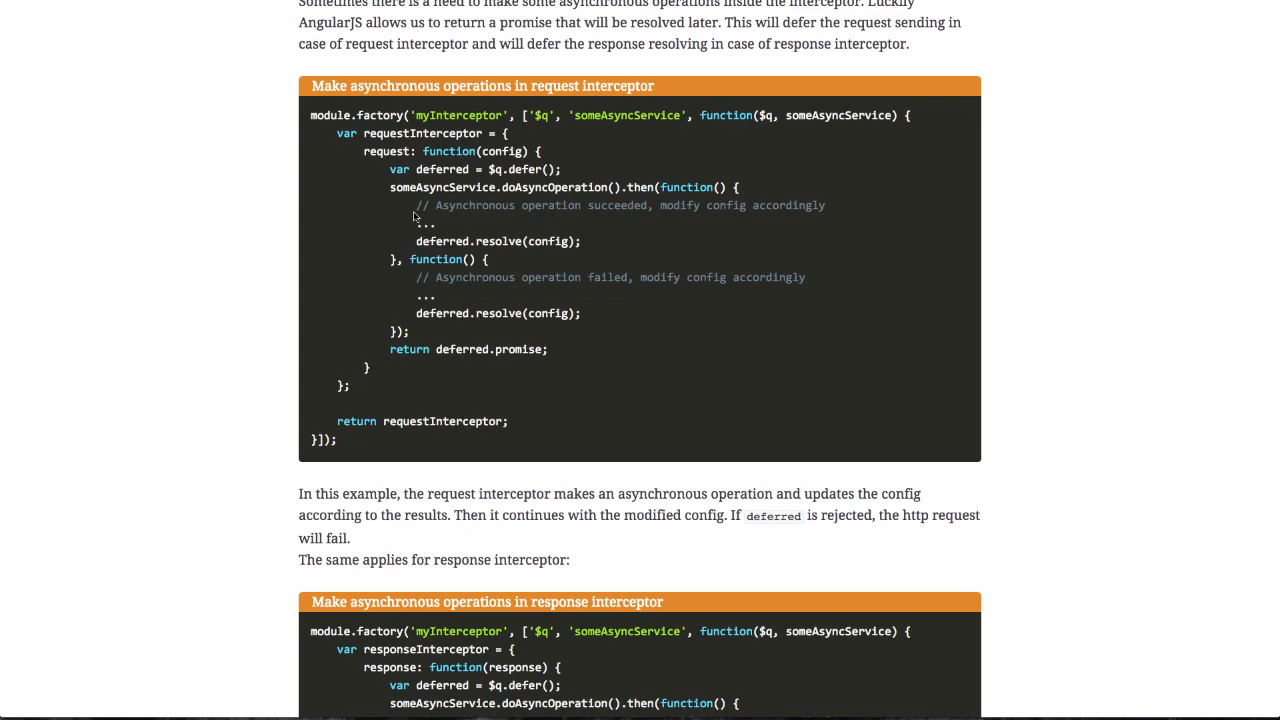 Sometimes there is a need to make some asynchronous operations inside the interceptor. Luckily
AngularJS allows us to return a promise that will be resolved later. This will defer the request sending in
case of request interceptor and will defer the response resolving in case of response interceptor.
Make asynchronous operations in request interceptor
module.factory('myInterceptor', ['$q', 'someAsyncService', function($q, someAsyncService) {
    var requestInterceptor = {
        request: function(config) {
            var deferred = $q.defer();
            someAsyncService.doAsyncOperation().then(function() {
                // Asynchronous operation succeeded, modify config accordingly
                ...
                deferred.resolve(config);
            }, function() {
                // Asynchronous operation failed, modify config accordingly
                ...
                deferred.resolve(config);
            });
            return deferred.promise;
        }
    };
    return requestInterceptor;
}]);
In this example, the request interceptor makes an asynchronous operation and updates the config
according to the results. Then it continues with the modified config. If deferred is rejected, the http request
will fail.
The same applies for response interceptor:
Make asynchronous operations in response interceptor
module.factory('myInterceptor', ['$q', 'someAsyncService', function($q, someAsyncService) {
    var responseInterceptor = {
        response: function(response) {
            var deferred = $q.defer();
            someAsyncService.doAsyncOperation().then(function() {